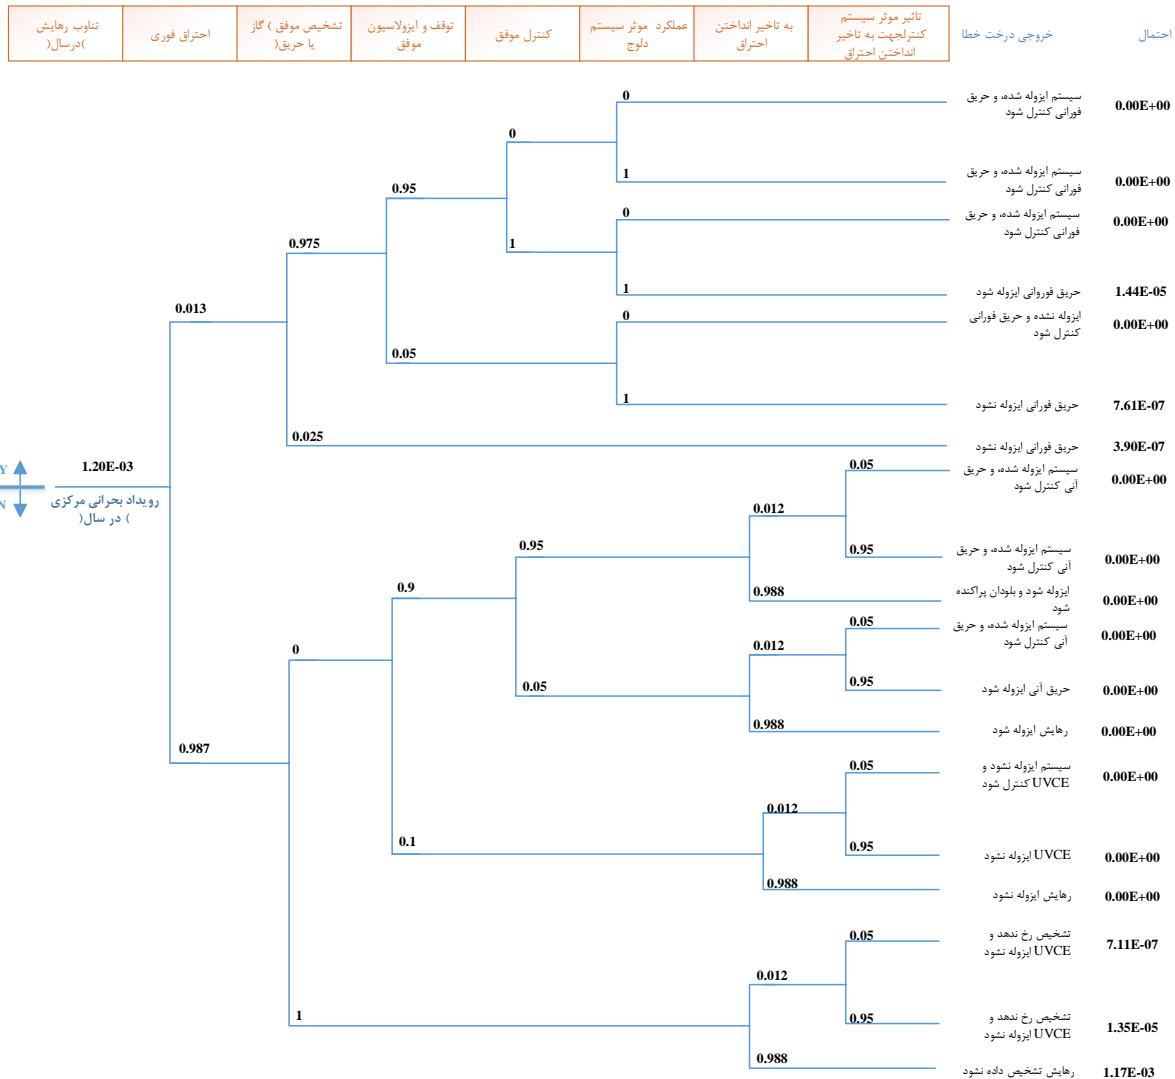 تناوب رهایش
)درسال(
احتراق فوری
تشخیص موفق ) گاز
یا حریق(
توقف و ایزولاسیون
موفق
کنترل موفق
عملکرد موثر سیستم
دلوج
به تاخیر انداختن
احتراق
تاثیر موثر سیستم
کنترلجهت به تاخیر
انداختن احتراق
خروجی درخت خطا
احتمال
0
سیستم ایزوله شده، و حریق
فورانی کنترل شود
0.00E+00
0
1
سیستم ایزوله شده، و حریق
فورانی کنترل شود
0.00E+00
0.95
0
سیستم ایزوله شده، و حریق
فورانی کنترل شود
0.00E+00
0.975
1
1
حریق فوروانی ایزوله شود
1.44E-05
0.013
0
ایزوله نشده و حریق فورانی
کنترل شود
0.00E+00
0.05
1
حریق فورانی ایزوله نشود
7.61E-07
0.025
حریق فورانی ایزوله نشود
3.90E-07
Y
N
1.20E-03
رویداد بحرانی مرکزی
) در سال(
0.05
سیستم ایزوله شده، و حریق
آنی کنترل شود
0.00E+00
0.012
0.95
0.95
سیستم ایزوله شده، و حریق
آنی کنترل شود
0.00E+00
0.9
0.988
ایزوله شود و بلودان پراکنده
شود
0.00E+00
0.05
سیستم ایزوله شده، و حریق
آنی کنترل شود
0.00E+00
0
0.012
0.05
0.95
حریق آنی ایزوله شود
0.00E+00
0.988
رهایش ایزوله شود
0.00E+00
0.987
0.05
سیستم ایزوله نشود و
UVCE کنترل شود
0.00E+00
0.012
0.1
0.95
UVCE ایزوله نشود
0.00E+00
0.988
رهایش ایزوله نشود
0.00E+00
0.05
تشخیص رخ ندهد و
UVCE ایزوله نشود
7.11E-07
0.012
1
0.95
تشخیص رخ ندهد و
UVCE ایزوله نشود
1.35E-05
0.988
رهایش تشخیص داده نشود
1.17E-03